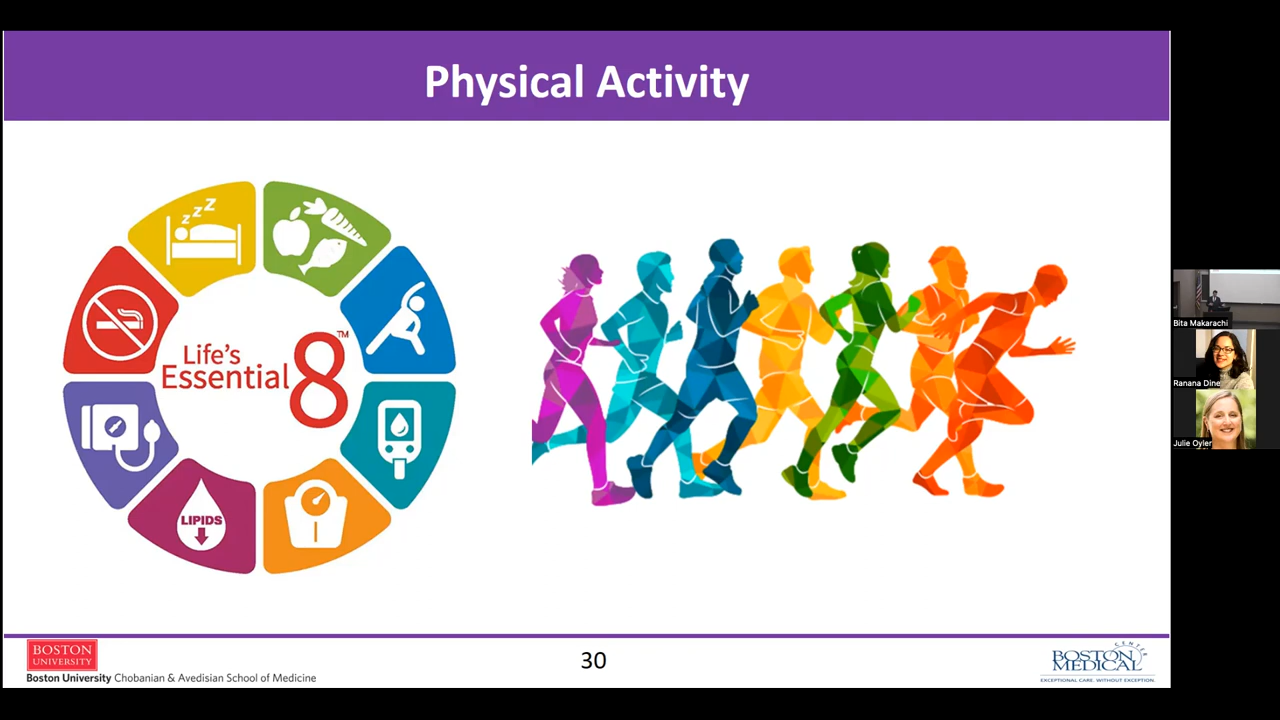 Physical Activity
z z Z
Life's
Essential 8™
LIPIDS
BOSTON
UNIVERSITY
Boston University Chobanian & Avedisian School of Medicine
30
BOSTON
MEDICAL
CENTER
EXCEPTIONAL CARE. WITHOUT EXCEPTION.
Bita Makarachi
Ranana Dine
Julie Oyler